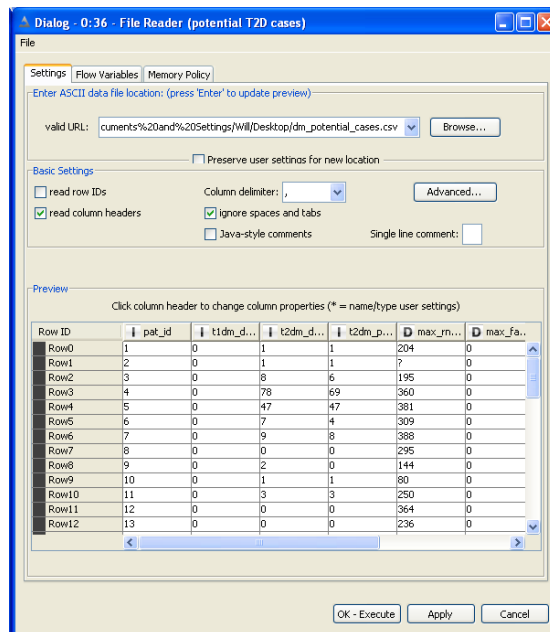 Dialog - 0:36 - File Reader (potential T2D cases)
File
Settings Flow Variables Memory Policy
Enter ASCII data file location: (press 'Enter' to update preview)
valid URL: cuments%20and%20Settings/Will/Desktop/dm_potential_cases.csv Browse...
Preserve user settings for new location
Basic Settings
read row IDs Column delimiter: , Advanced...
read column headers ignore spaces and tabs
Java-style comments Single line comment:
Preview
Click column header to change column properties (* = name/type user settings)
Row ID I pat_id I t1dm_d... I t2dm_d... I t2dm_p... D max_rn... D max_fa...
Row0 1 0 1 1 204 0
Row1 2 0 1 1 ? 0
Row2 3 0 8 6 195 0
Row3 4 0 78 69 360 0
Row4 5 0 47 47 381 0
Row5 6 0 7 4 309 0
Row6 7 0 9 8 388 0
Row7 8 0 0 0 295 0
Row8 9 0 2 0 144 0
Row9 10 0 1 1 80 0
Row10 11 0 3 3 250 0
Row11 12 0 0 0 364 0
Row12 13 0 0 0 236 0
OK - Execute Apply Cancel